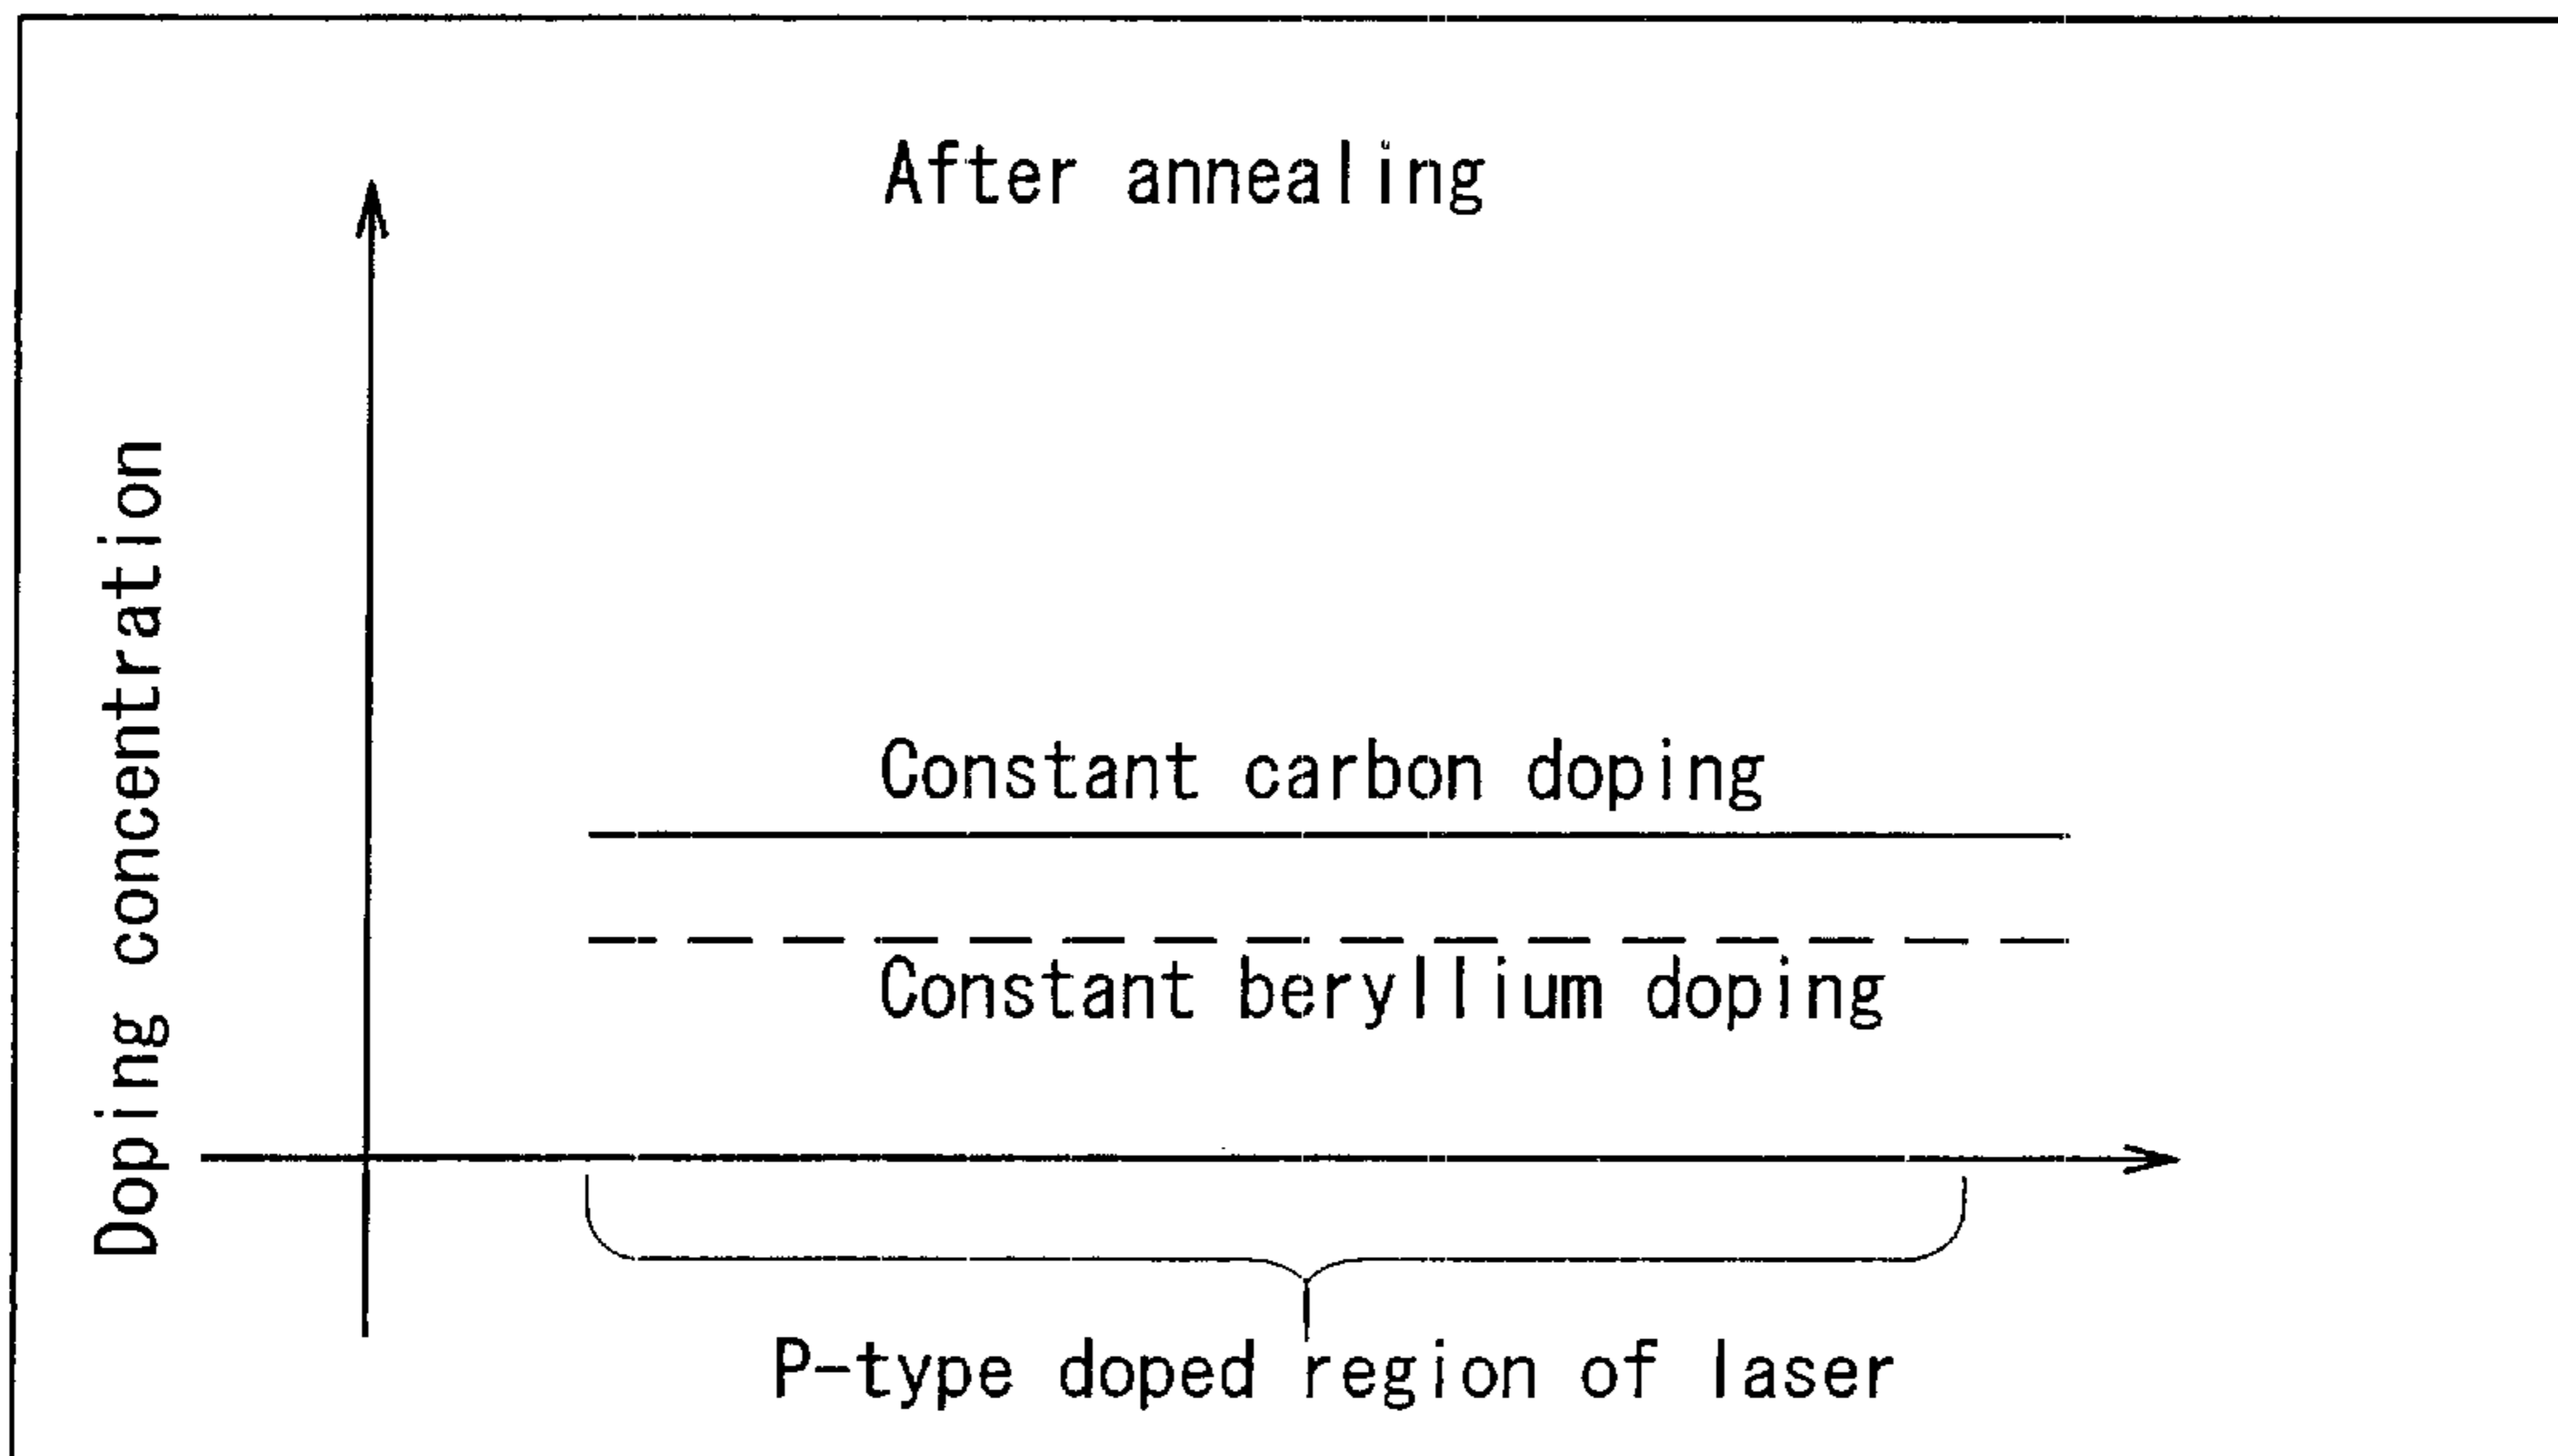 After annealing
Doping concentration
Constant carbon doping
Constant beryllium doping
P-type doped region of laser